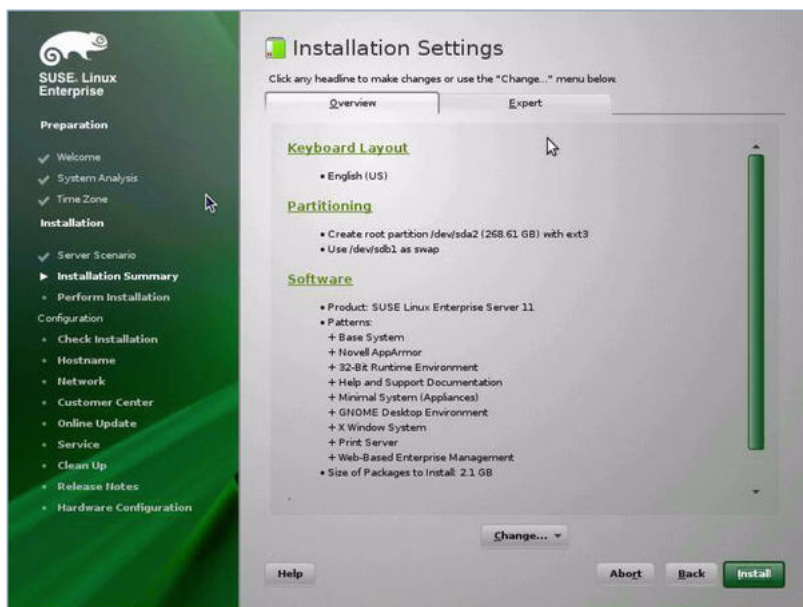 SUSE. Linux
Enterprise
Preparation
Welcome
System Analysis
Time Zone
Installation
Server Scenario
Installation Summary
Perform Installation
Configuration
Check Installation
Hostname
Network
Customer Center
Online Update
Service
Clean Up
Release Notes
Hardware Configuration
Installation Settings
Click any headline to make changes or use the "Change..." menu below.
Overview
Expert
Keyboard Layout
• English (US)
Partitioning
• Create root partition /dev/sda2 (268.61 GB) with ext3
• Use /dev/sdb1 as swap
Software
• Product: SUSE Linux Enterprise Server 11
• Patterns:
+ Base System
+ Novell AppArmor
+ 32-Bit Runtime Environment
+ Help and Support Documentation
+ Minimal System (Appliances)
+ GNOME Desktop Environment
+ X Window System
+ Print Server
+ Web-Based Enterprise Management
• Size of Packages to Install: 2.1 GB
Change...
Help
Abort
Back
Install